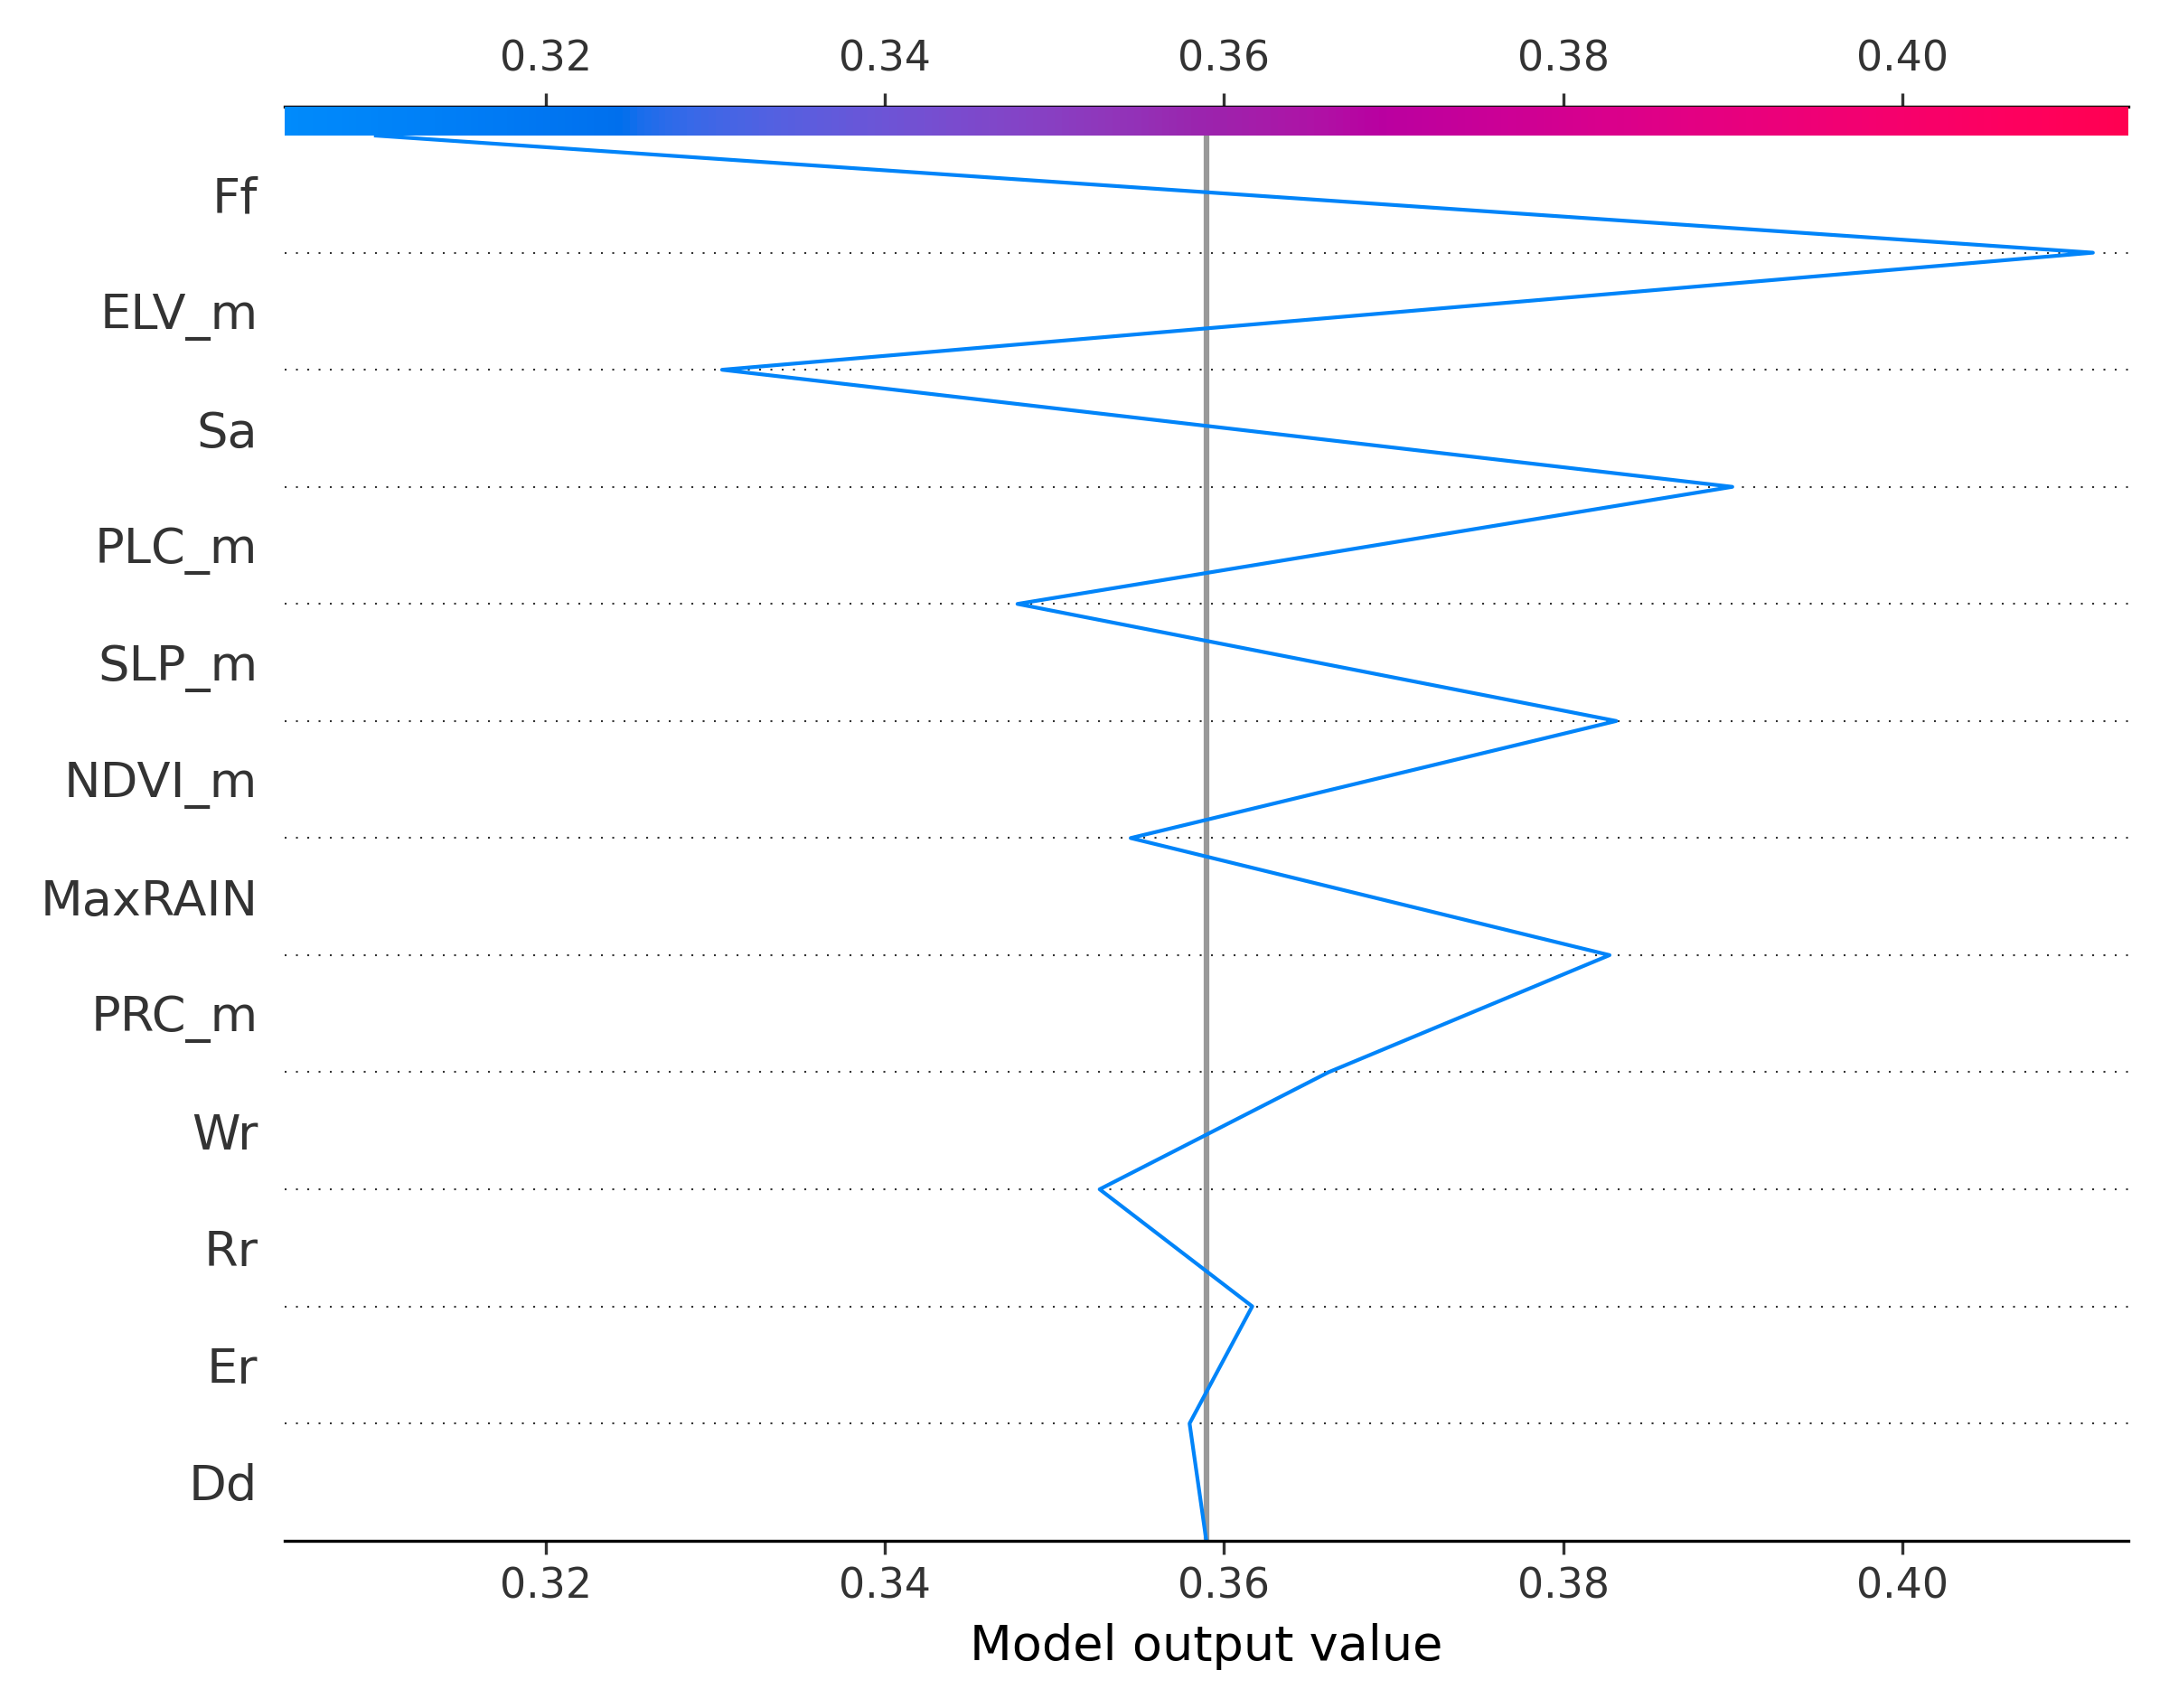 0.32 0.34 0.36 0.38 0.40
Ff
ELV_m
Sa
PLC_m
SLP_m
NDVI_m
MaxRAIN
PRC_m
Wr
Rr
Er
Dd
0.32 0.34 0.36 0.38 0.40
Model output value